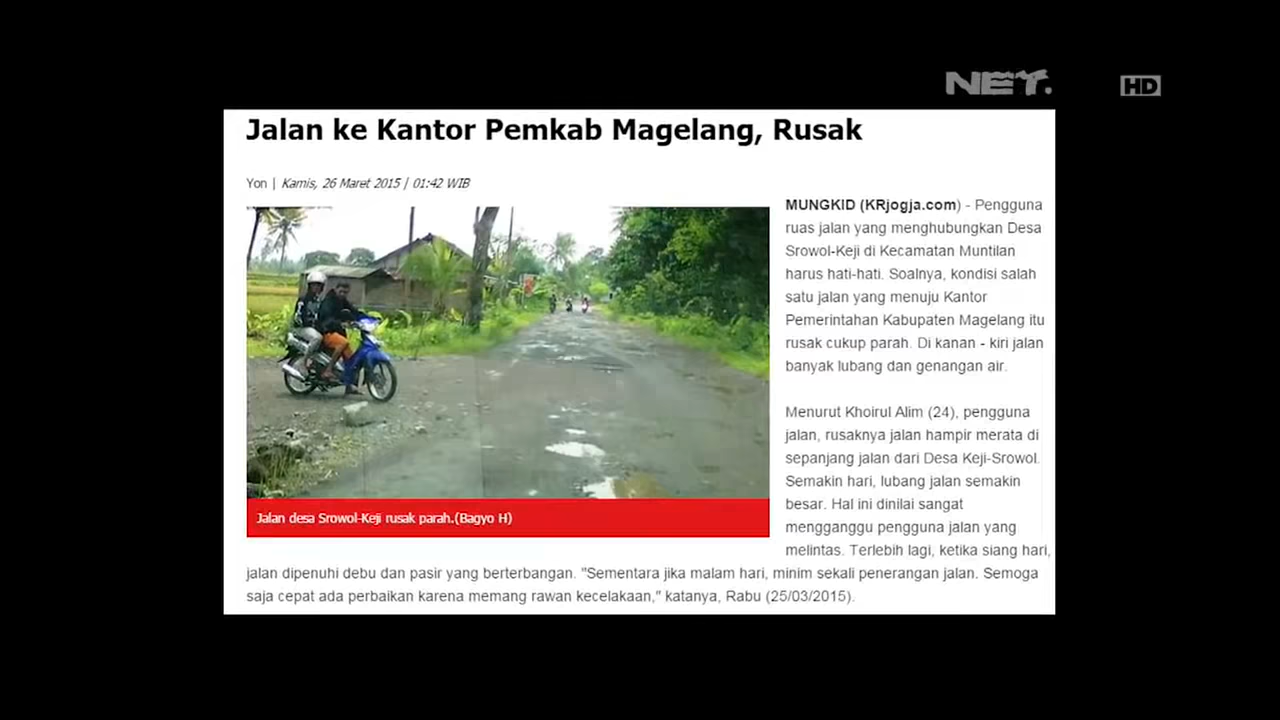 NET.
HD
Jalan ke Kantor Pemkab Magelang, Rusak
Yon | Kamis, 26 Maret 2015 | 01:42 WIB
MUNGKID (KRjogja.com) - Pengguna
ruas jalan yang menghubungkan Desa
Srowol-Keji di Kecamatan Muntilan
harus hati-hati. Soalnya, kondisi salah
satu jalan yang menuju Kantor
Pemerintahan Kabupaten Magelang itu
rusak cukup parah. Di kanan - kiri jalan
banyak lubang dan genangan air.
Menurut Khoirul Alim (24), pengguna
jalan, rusaknya jalan hampir merata di
sepanjang jalan dari Desa Keji-Srowol.
Semakin hari, lubang jalan semakin
besar. Hal ini dinilai sangat
mengganggu pengguna jalan yang
melintas. Terlebih lagi, ketika siang hari,
jalan dipenuhi debu dan pasir yang berterbangan. "Sementara jika malam hari, minim sekali penerangan jalan. Semoga
saja cepat ada perbaikan karena memang rawan kecelakaan," katanya, Rabu (25/03/2015).
Jalan desa Srowol-Keji rusak parah.(Bagyo H)